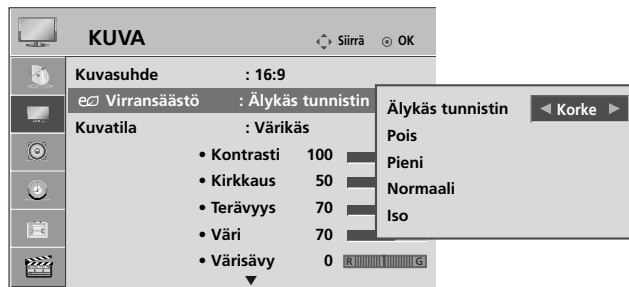 KUVA
Siirrä
OK
Kuvasuhde : 16:9
e Virransäästö : Älykäs tunnistin
Kuvatila : Värikäs
• Kontrasti 100
• Kirkkaus 50
• Terävyys 70
• Väri 70
• Värisävy 0 R G
Älykäs tunnistin ◀ Korke ▶
Pois
Pieni
Normaali
Iso